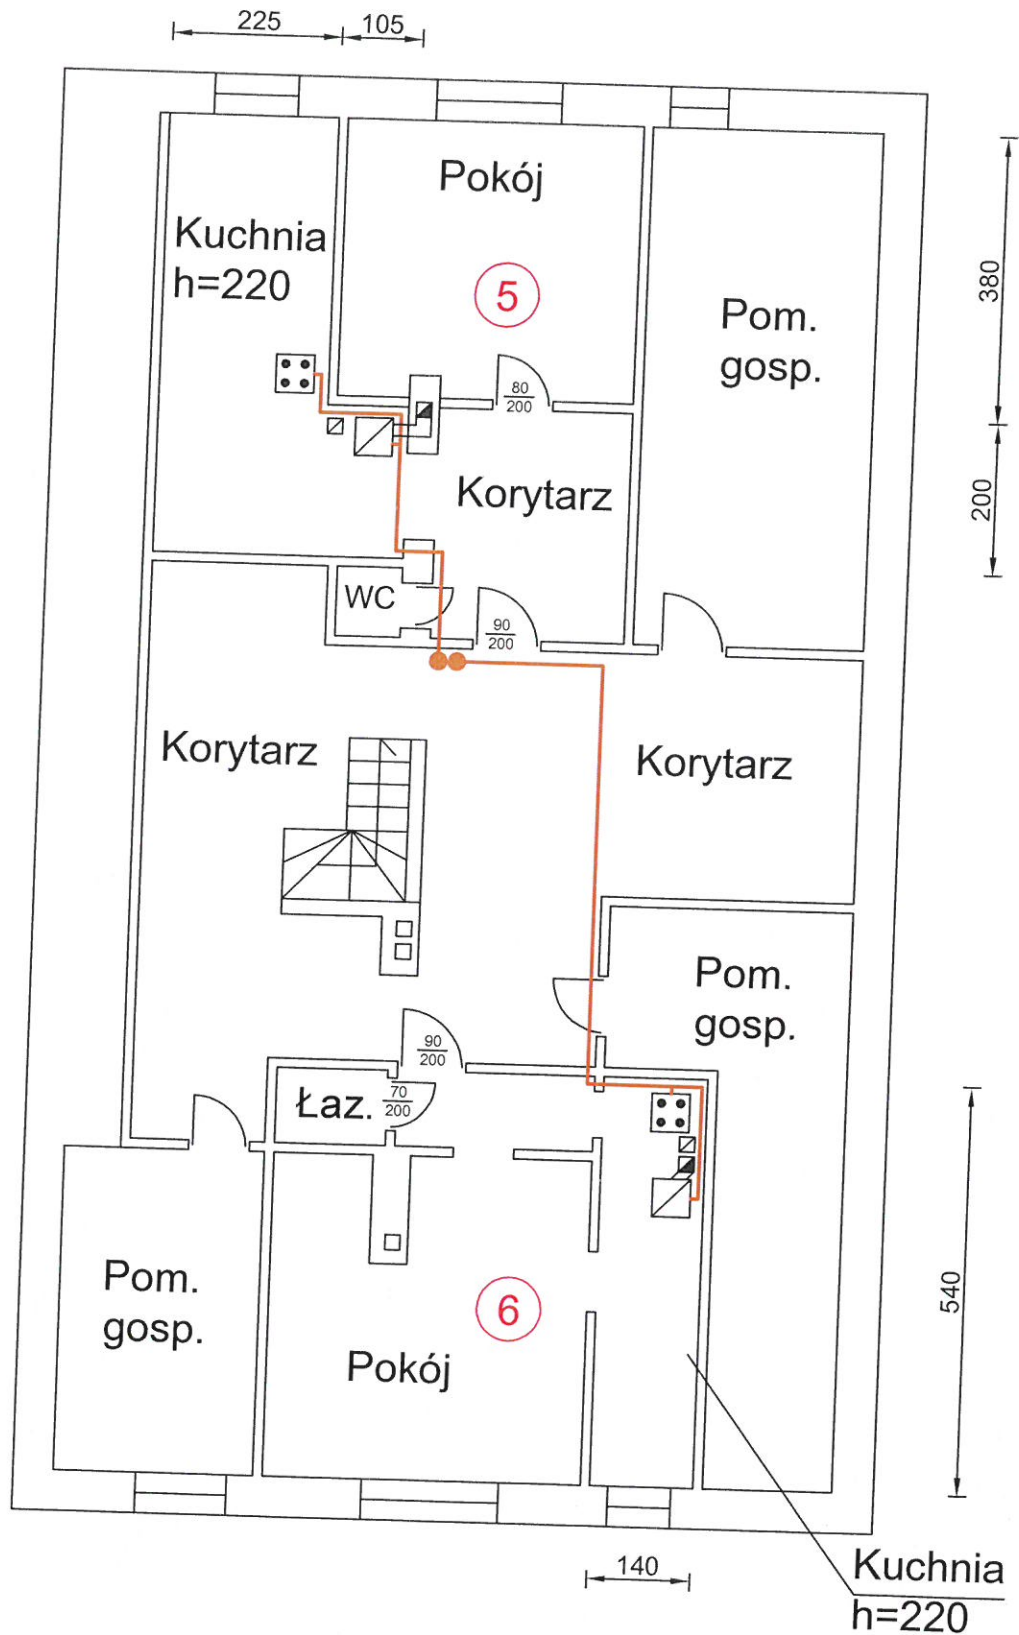 225
105
Pokój
Kuchnia
h=220
5
Pom.
gosp.
380
80
200
200
Korytarz
WC
90
200
Korytarz
Korytarz
Pom.
gosp.
90
200
Łaz.
70
200
540
Pom.
gosp.
6
Pokój
140
Kuchnia
h=220